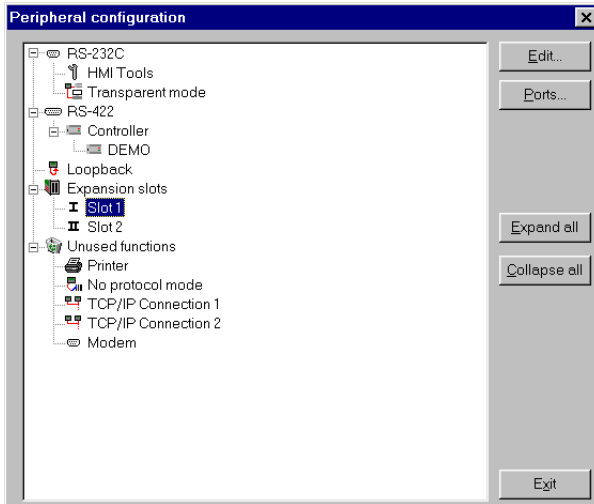 Peripheral configuration
RS-232C
HMI Tools
Transparent mode
RS-422
Controller
DEMO
Loopback
Expansion slots
I Slot 1
II Slot 2
Unused functions
Printer
No protocol mode
TCP/IP Connection 1
TCP/IP Connection 2
Modem
Edit...
Ports...
Expand all
Collapse all
Exit